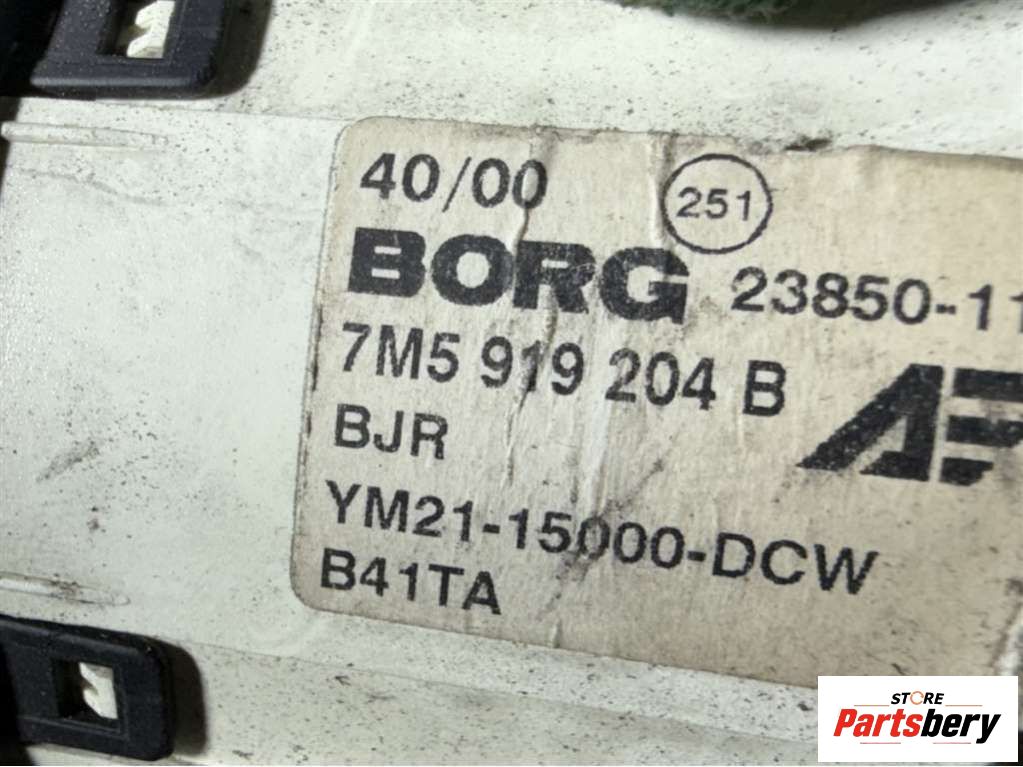 40/00 251
BORG 23850-11
7M5 919 204 B
BJR
YM21-15000-DCW
B41TA
STORE
Partsbery